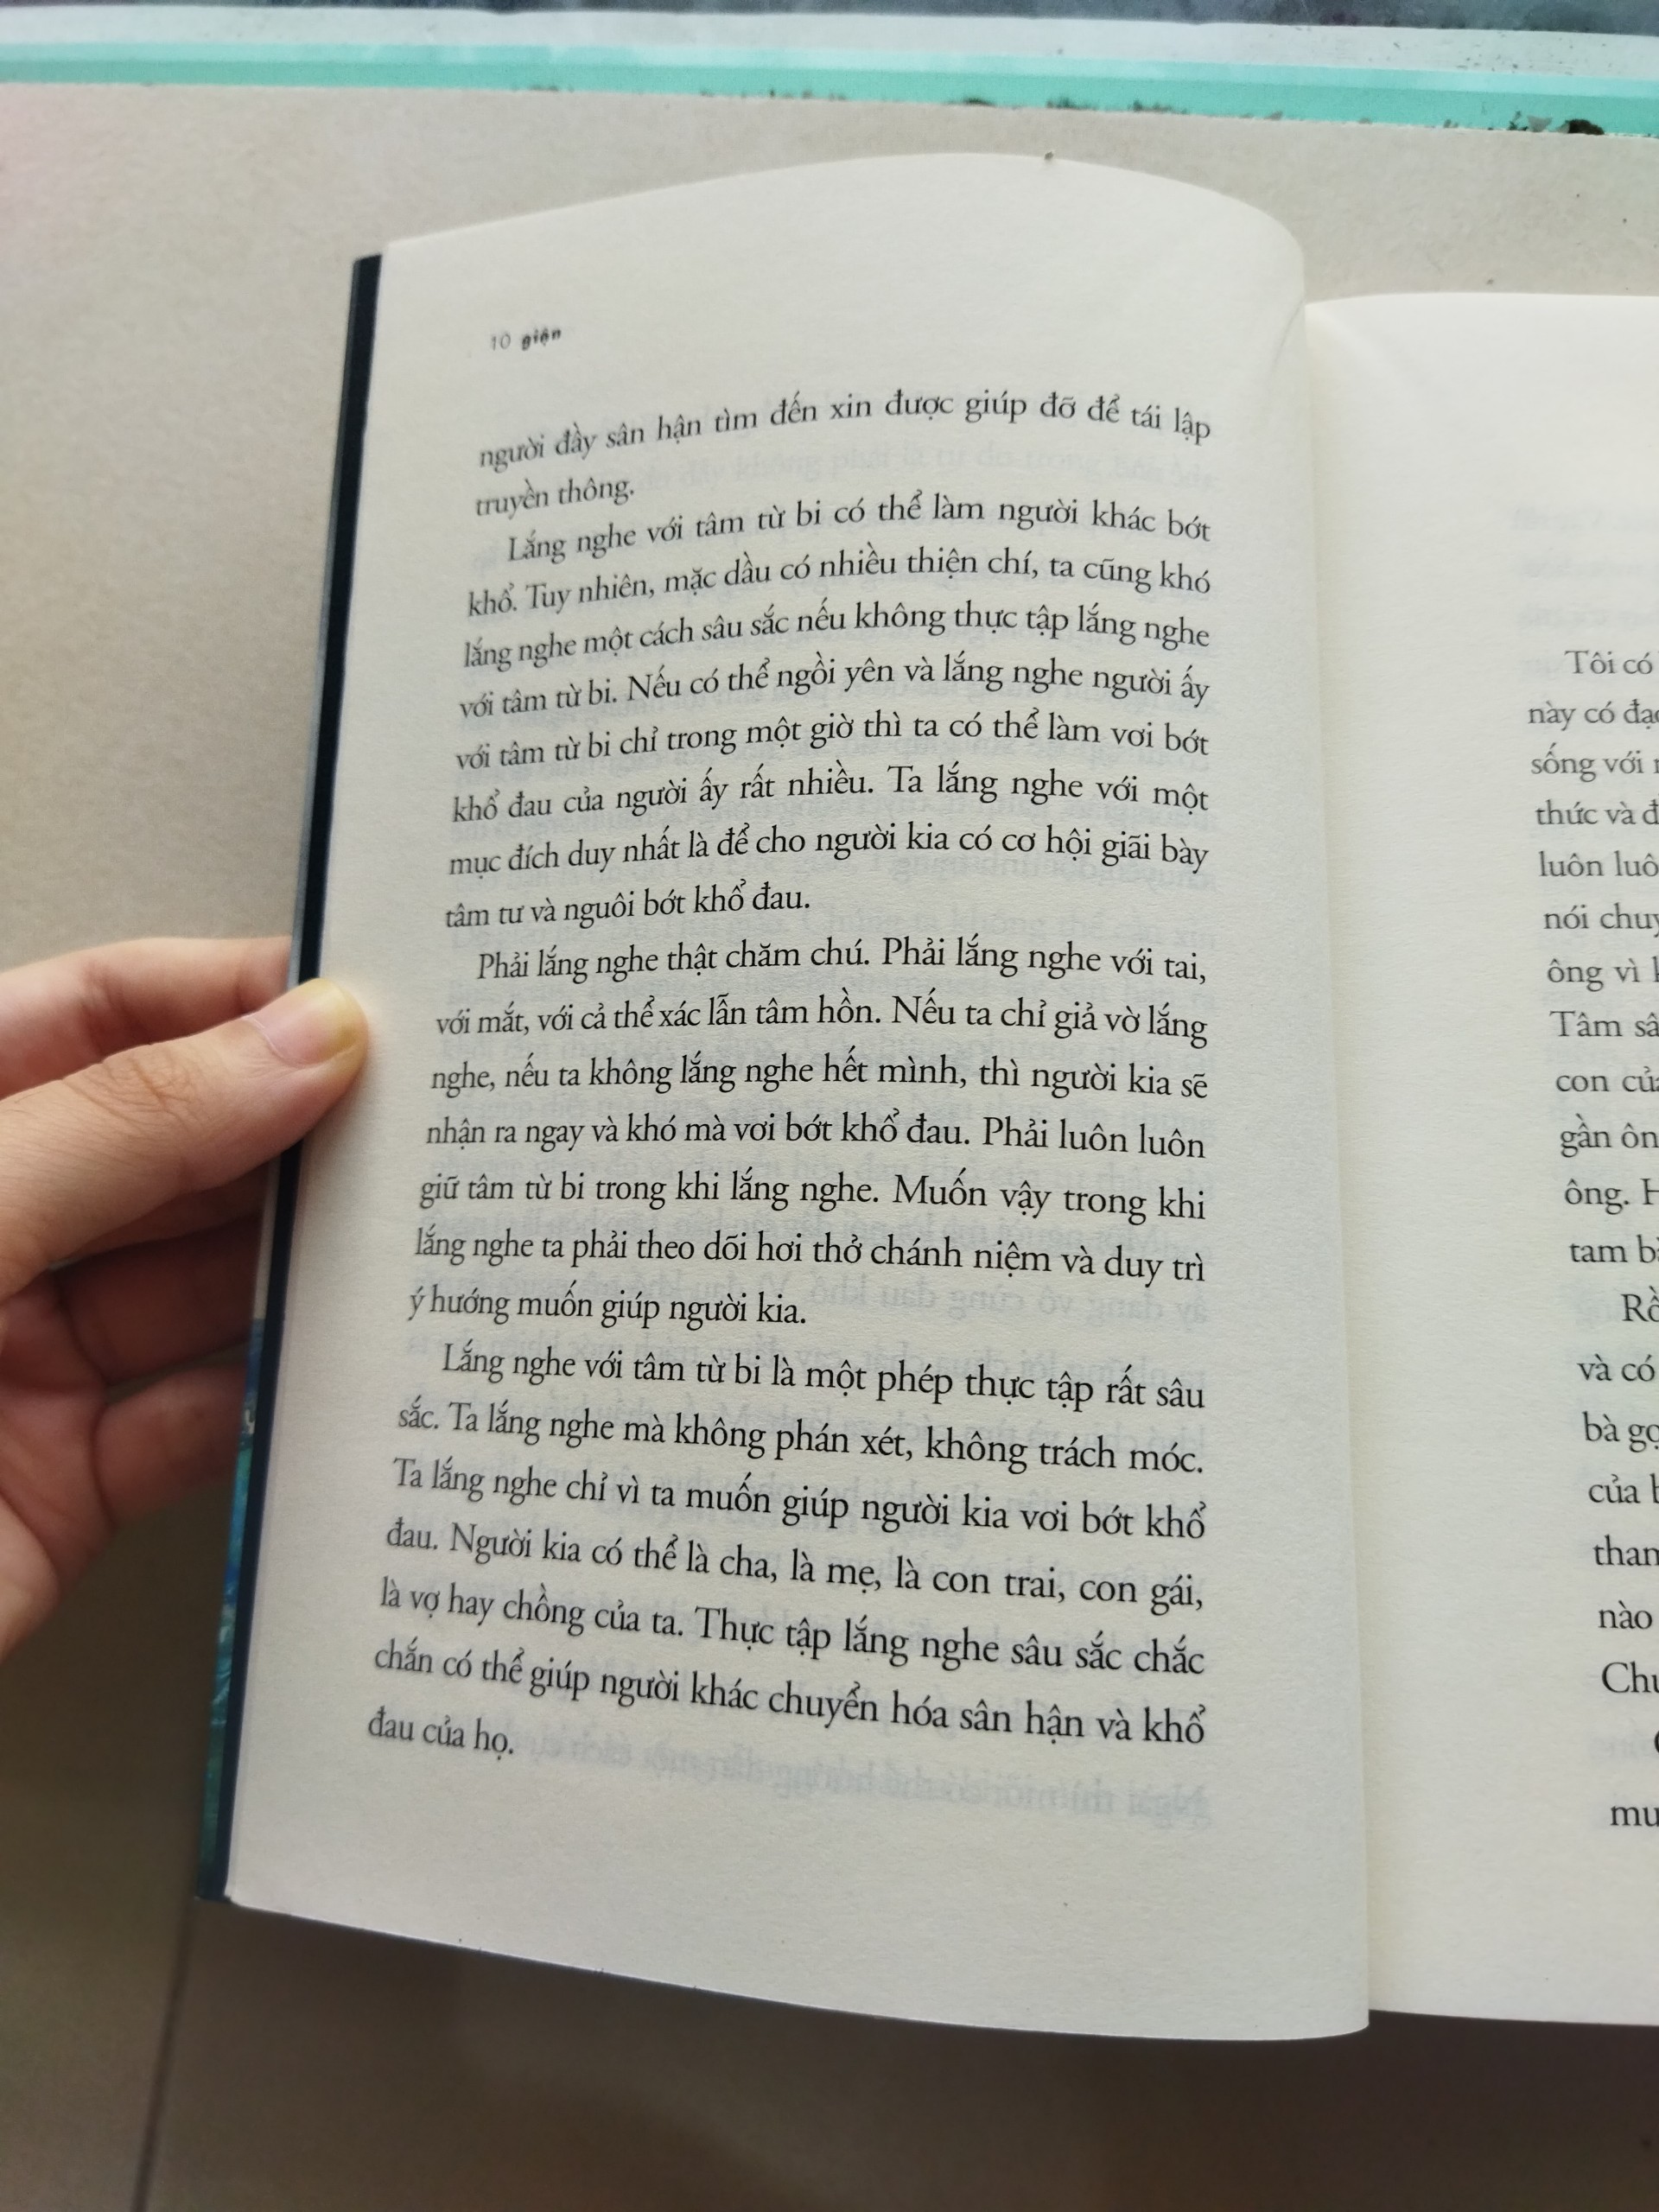 10 giận
người đầy sân hận tìm đến xin được giúp đỡ để tái lập
truyền thông.
Lắng nghe với tâm từ bi có thể làm người khác bớt
khổ. Tuy nhiên, mặc dầu có nhiều thiện chí, ta cũng khó
lắng nghe một cách sâu sắc nếu không thực tập lắng nghe
với tâm từ bi. Nếu có thể ngồi yên và lắng nghe người ấy
với tâm từ bi chỉ trong một giờ thì ta có thể làm vơi bớt
khổ đau của người ấy rất nhiều. Ta lắng nghe với một
mục đích duy nhất là để cho người kia có cơ hội giãi bày
tâm tư và nguôi bớt khổ đau.
Phải lắng nghe thật chăm chú. Phải lắng nghe với tai,
với mắt, với cả thể xác lẫn tâm hồn. Nếu ta chỉ giả vờ lắng
nghe, nếu ta không lắng nghe hết mình, thì người kia sẽ
nhận ra ngay và khó mà vơi bớt khổ đau. Phải luôn luôn
giữ tâm từ bi trong khi lắng nghe. Muốn vậy trong khi
lắng nghe ta phải theo dõi hơi thở chánh niệm và duy trì
ý hướng muốn giúp người kia.
Lắng nghe với tâm từ bi là một phép thực tập rất sâu
sắc. Ta lắng nghe mà không phán xét, không trách móc.
Ta lắng nghe chỉ vì ta muốn giúp người kia vơi bớt khổ
đau. Người kia có thể là cha, là mẹ, là con trai, con gái,
là vợ hay chồng của ta. Thực tập lắng nghe sâu sắc chắc
chắn có thể giúp người khác chuyển hóa sân hận và khổ
đau của họ.
Tôi có
này có
sống với
thức và
luôn
nói
ông vì
Tâm
con
gần
ông.
tam
và có
bà
của
nào